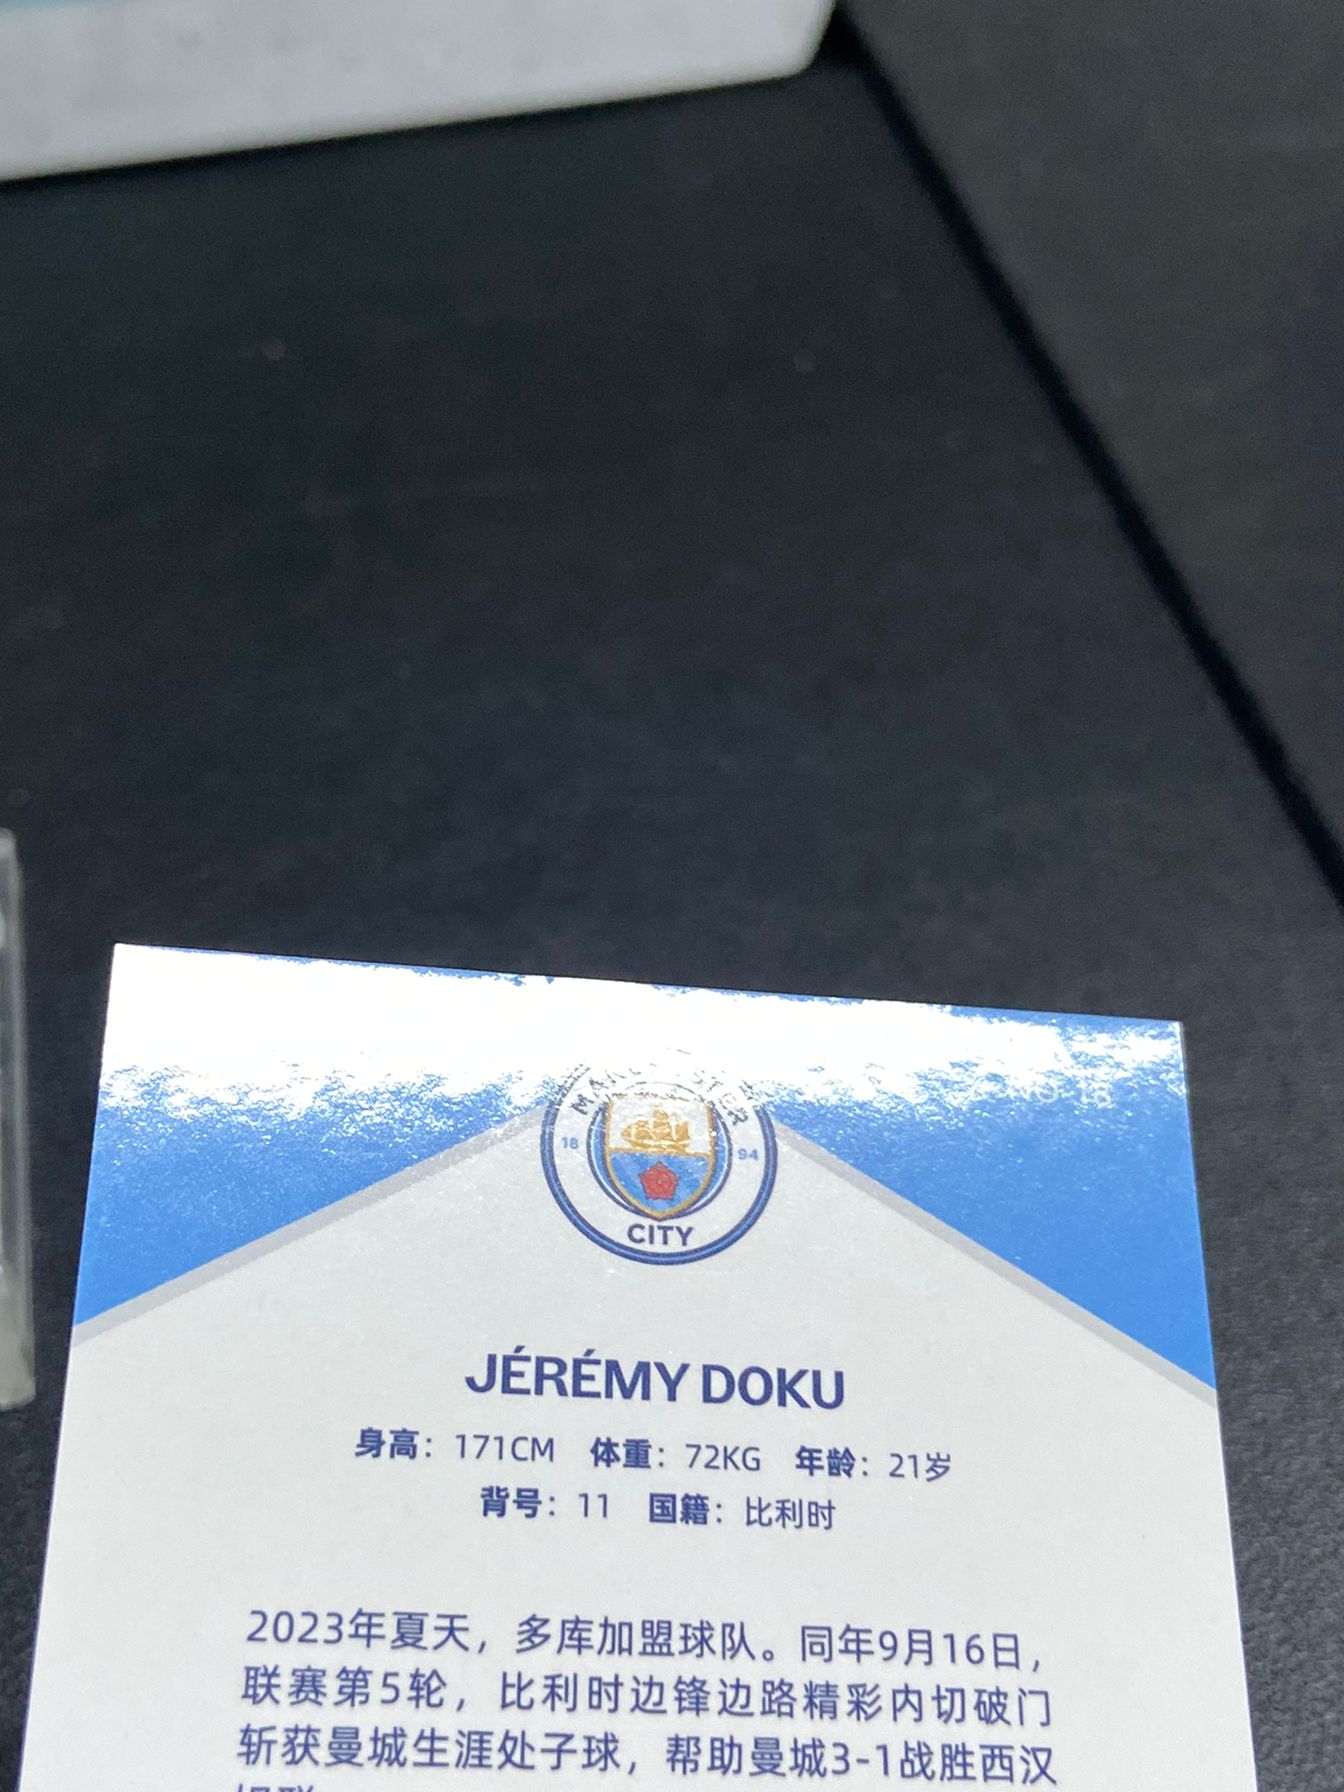 18 94
CITY
JÉRÉMY DOKU
身高：171CM 体重：72KG 年龄：21岁
背号：11 国籍：比利时
2023年夏天，多库加盟球队。同年9月16日，
联赛第5轮，比利时边锋边路精彩内切破门
斩获曼城生涯处子球，帮助曼城3-1战胜西汉